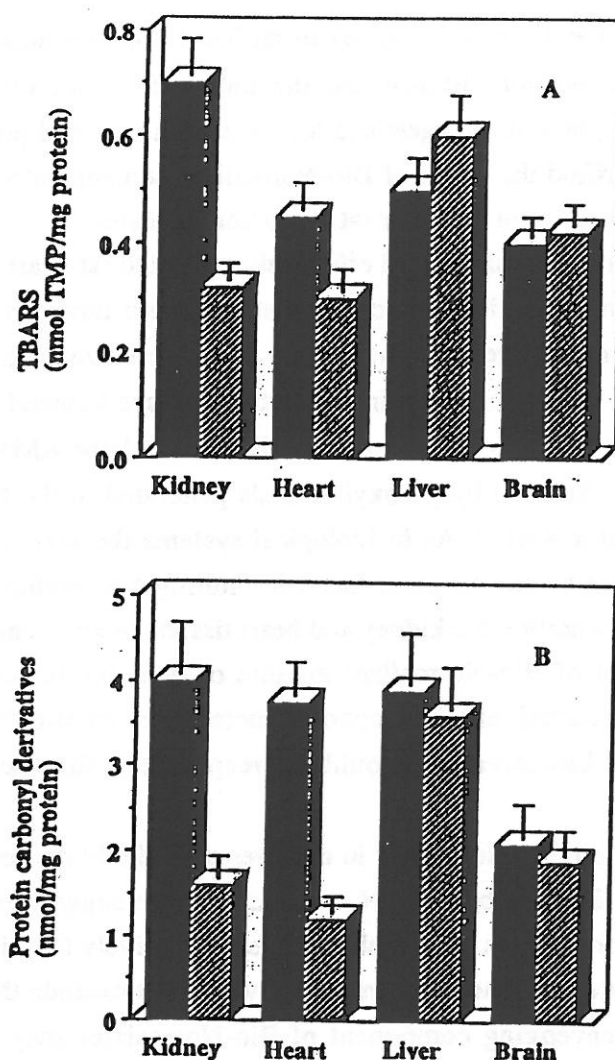 A
TBARS
(nmol TMP/mg protein)
0.8
0.6
0.4
0.2
0.0
Kidney Heart Liver Brain
B
Protein carbonyl derivatives
(nmol/mg protein)
5
4
3
2
1
0
Kidney Heart Liver Brain